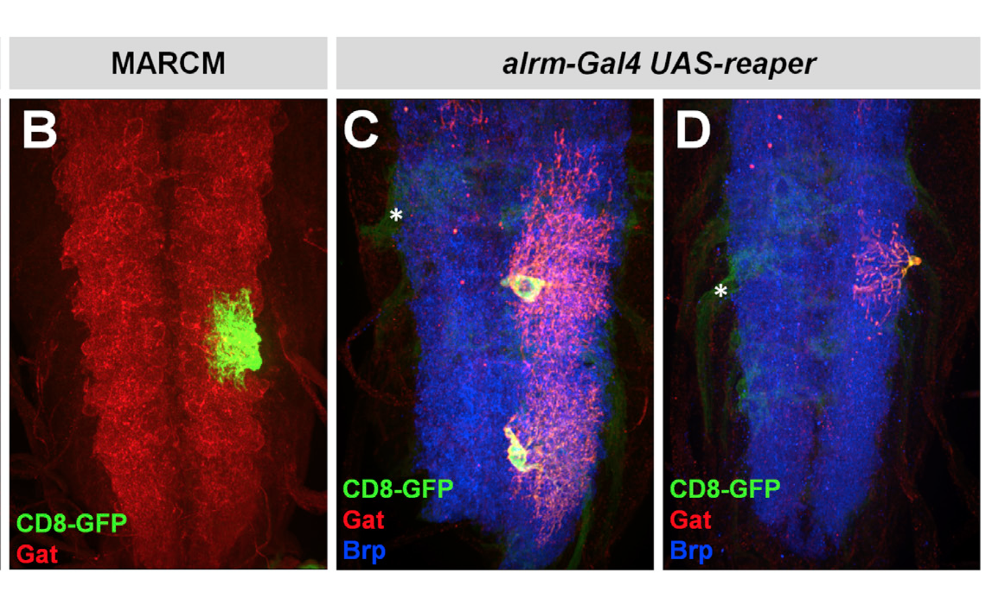 MARCM
alrm-Gal4 UAS-reaper
B
C
D
*
*
CD8-GFP
Gat
CD8-GFP
Gat
Brp
CD8-GFP
Gat
Brp